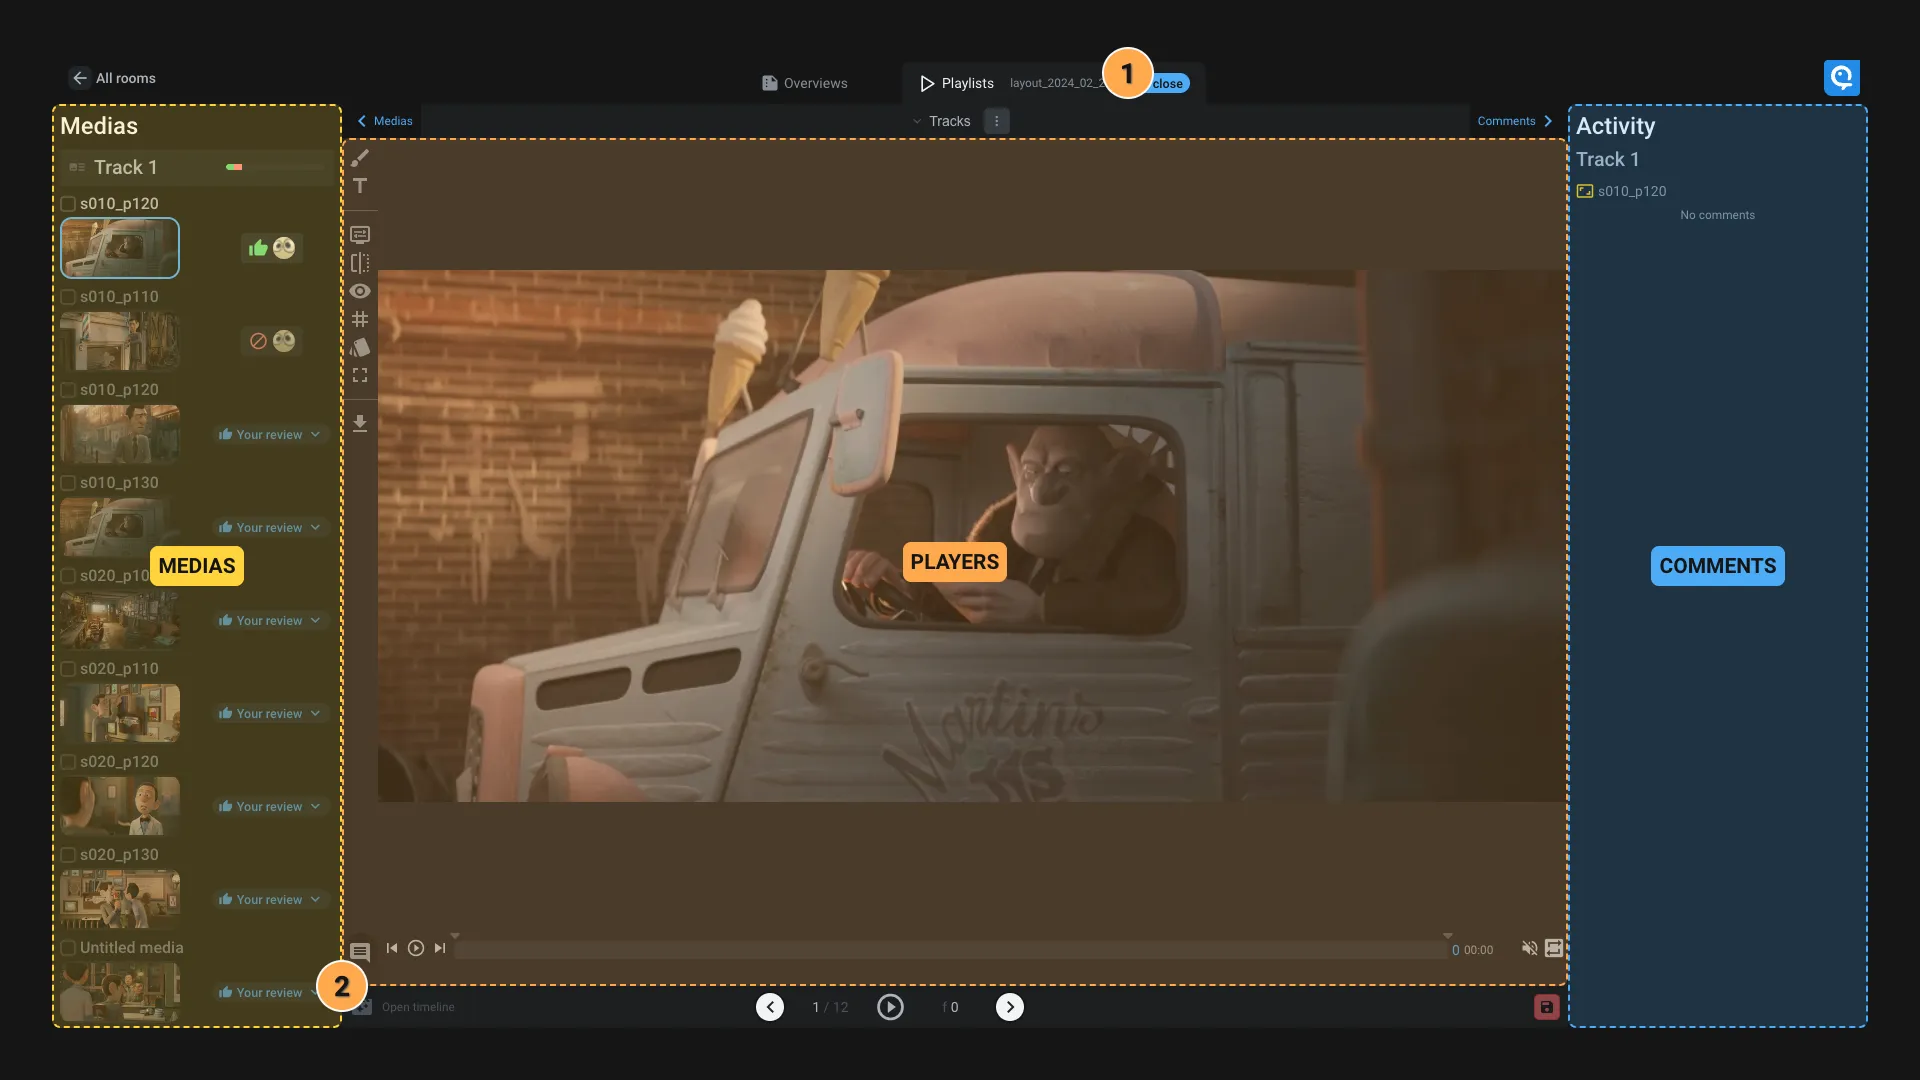 All rooms
Overviews
Playlists
layout_2024_02_2
1
close
Medias
Medias
Tracks
Comments
Activity
Track 1
Track 1
s010_p120
s010_p120
No comments
s010_p110
s010_p120
Your review
s010_p130
Your review
MEDIAS
PLAYERS
COMMENTS
s020_p10
Your review
s020_p110
Your review
Martins
s020_p120
Your review
s020_p130
Your review
Untitled media
0 00:00
Your review
2
Open timeline
1 / 12
f 0